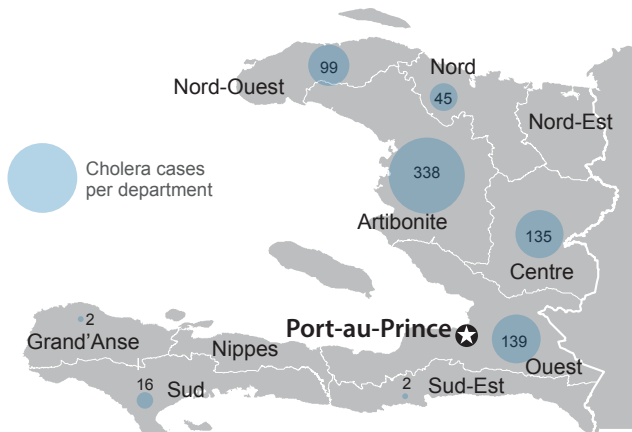 99
Nord-Ouest
Nord
45
Nord-Est
Cholera cases
per department
338
Artibonite
135
Centre
2
Grand'Anse
Nippes
Port-au-Prince
139
Ouest
16
Sud
2
Sud-Est